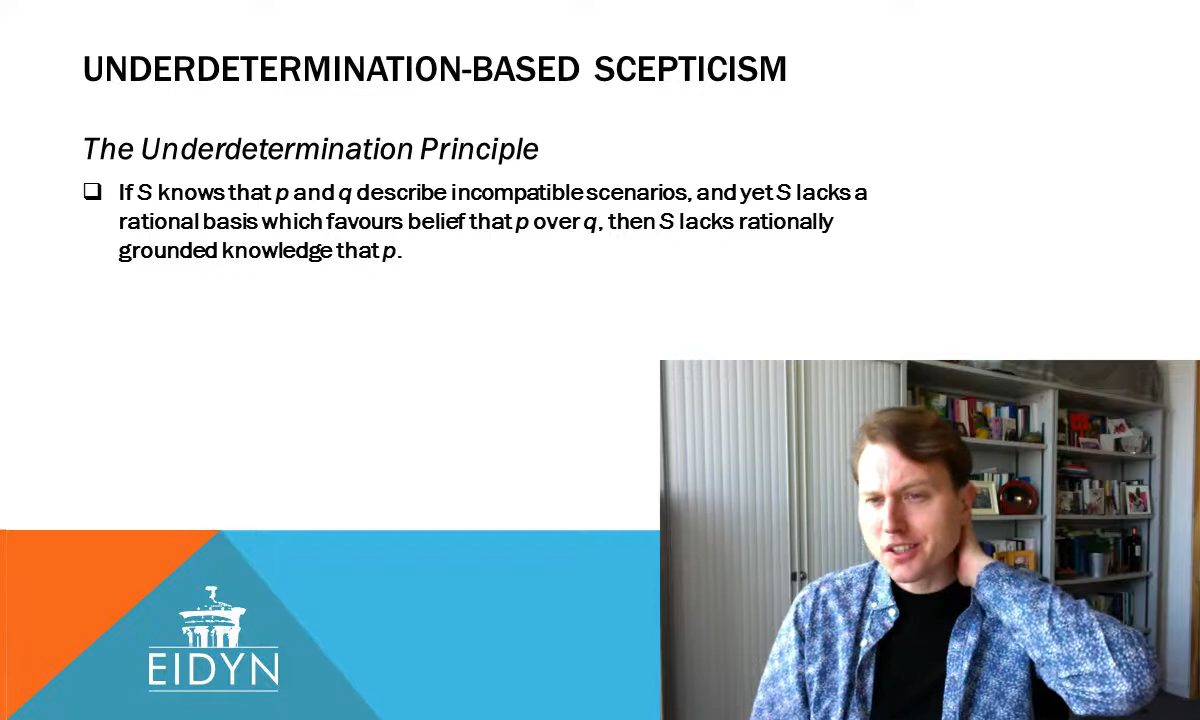 UNDERDETERMINATION-BASED SCEPTICISM
The Underdetermination Principle
If S knows that p and q describe incompatible scenarios, and yet S lacks a
rational basis which favours belief that p over q, then S lacks rationally
grounded knowledge that p.
EIDYN